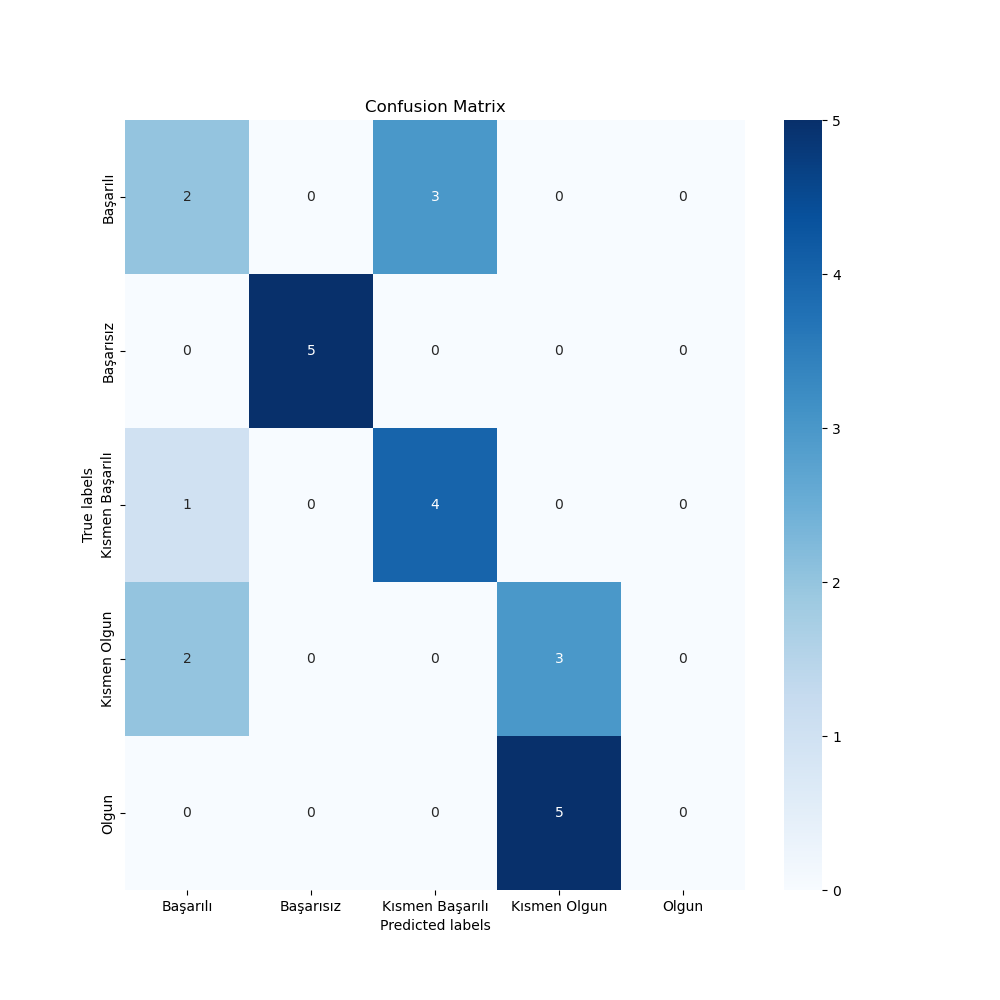 Confusion Matrix
True labels
Başarılı
2 0 3 0 0
Başarısız
0 5 0 0 0
Kısmen Başarılı
1 0 4 0 0
Kısmen Olgun
2 0 0 3 0
Olgun
0 0 0 5 0
Başarılı Başarısız Kısmen Başarılı Kısmen Olgun Olgun
Predicted labels
5
4
3
2
1
0